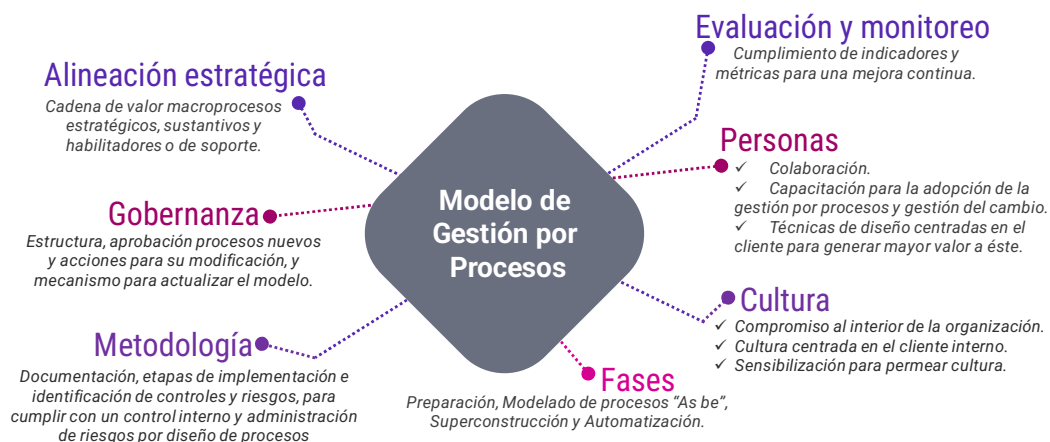 Alineación estratégica
Cadena de valor macroprocesos
estratégicos, sustantivos y
habilitadores o de soporte.
Gobernanza
Estructura, aprobación procesos nuevos
y acciones para su modificación, y
mecanismo para actualizar el modelo.
Metodología
Documentación, etapas de implementación e
identificación de controles y riesgos, para
cumplir con un control interno y administración
de riesgos por diseño de procesos
Modelo de
Gestión por
Procesos
Evaluación y monitoreo
Cumplimiento de indicadores y
métricas para una mejora continua.
Personas
✓ Colaboración.
✓ Capacitación para la adopción de la
gestión por procesos y gestión del cambio.
✓ Técnicas de diseño centradas en el
cliente para generar mayor valor a éste.
Cultura
✓ Compromiso al interior de la organización.
✓ Cultura centrada en el cliente interno.
✓ Sensibilización para permear cultura.
Fases
Preparación, Modelado de procesos “As be”,
Superconstrucción y Automatización.